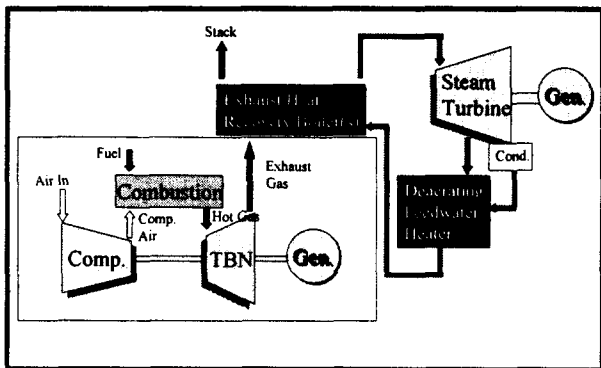 Stack
Exhaust Heat
Recovery
Steam
Turbine
Gen.
Cond.
Deaerating
Feedwater
Heater
Fuel
Exhaust
Gas
Air In
Combustion
Comp.
Air
Hot Gas
Comp.
TBN
Gen.